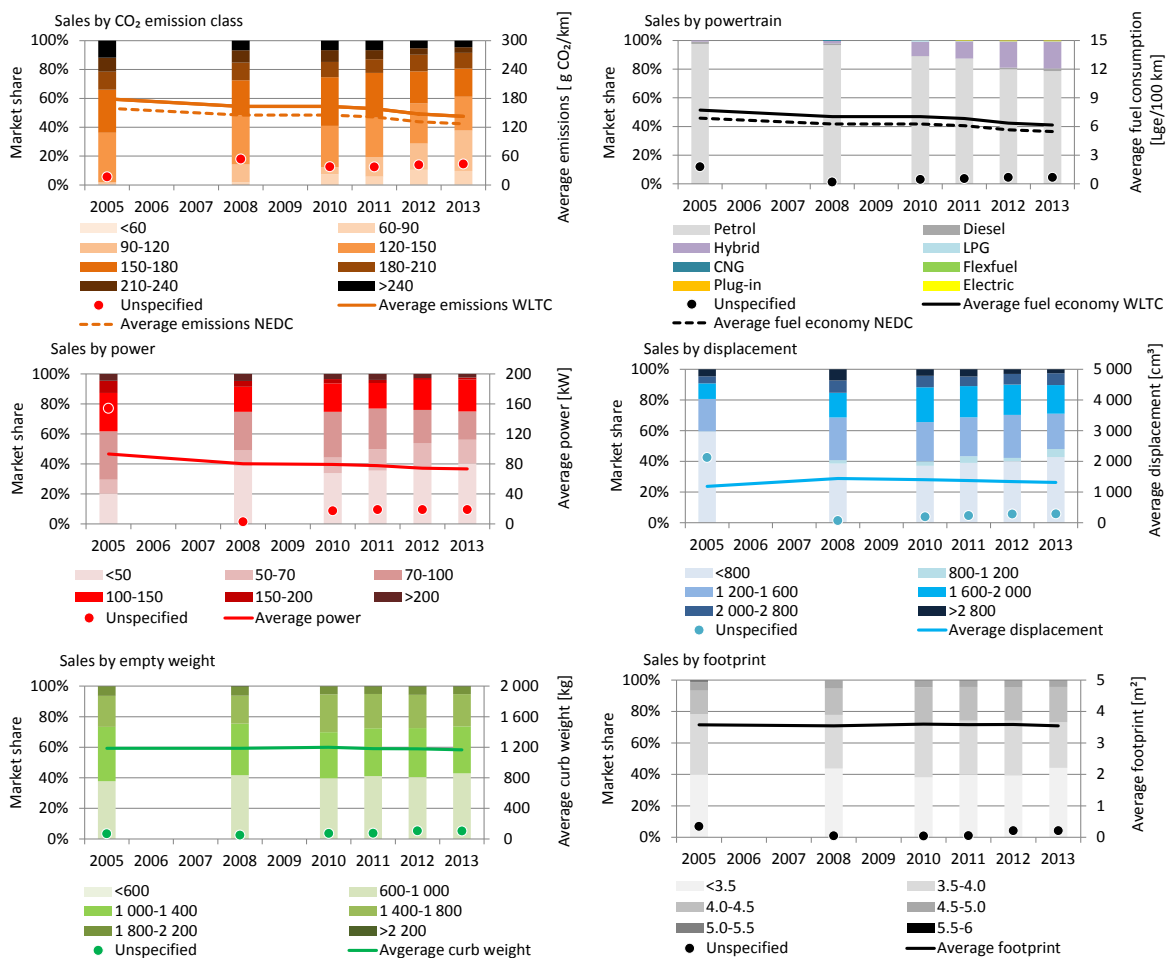 Sales by CO₂ emission class
100%
80%
60%
40%
20%
0%
Market share
300
240
180
120
60
0
Average emissions [ g CO₂/km]
2005 2006 2007 2008 2009 2010 2011 2012 2013
<60 60-90
90-120 120-150
150-180 180-210
210-240 >240
Unspecified Average emissions WLTC
Average emissions NEDC
Sales by powertrain
100%
80%
60%
40%
20%
0%
Market share
15
12
9
6
3
0
Average fuel consumption
[Lge/100 km]
2005 2006 2007 2008 2009 2010 2011 2012 2013
Petrol Diesel
Hybrid LPG
CNG Flexfuel
Plug-in Electric
Unspecified Average fuel economy WLTC
Average fuel economy NEDC
Sales by power
100%
80%
60%
40%
20%
0%
Market share
200
160
120
80
40
0
Average power [kW]
2005 2006 2007 2008 2009 2010 2011 2012 2013
<50 50-70 70-100
100-150 150-200 >200
Unspecified Average power
Sales by displacement
100%
80%
60%
40%
20%
0%
Market share
5 000
4 000
3 000
2 000
1 000
0
Average displacement [cm³]
2005 2006 2007 2008 2009 2010 2011 2012 2013
<800 800-1 200
1 200-1 600 1 600-2 000
2 000-2 800 >2 800
Unspecified Average displacement
Sales by empty weight
100%
80%
60%
40%
20%
0%
Market share
2 000
1 600
1 200
800
400
0
Average curb weight [kg]
2005 2006 2007 2008 2009 2010 2011 2012 2013
<600 600-1 000
1 000-1 400 1 400-1 800
1 800-2 200 >2 200
Unspecified Avgerage curb weight
Sales by footprint
100%
80%
60%
40%
20%
0%
Market share
5
4
3
2
1
0
Average footprint [m²]
2005 2006 2007 2008 2009 2010 2011 2012 2013
<3.5 3.5-4.0
4.0-4.5 4.5-5.0
5.0-5.5 5.5-6
Unspecified Average footprint